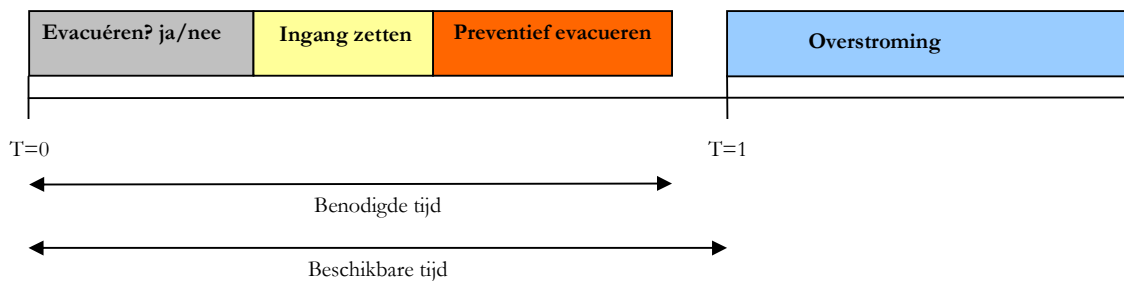 Evacuéren? ja/nee
Ingang zetten
Preventief evacueren
Overstroming
T=0
T=1
Benodigde tijd
Beschikbare tijd